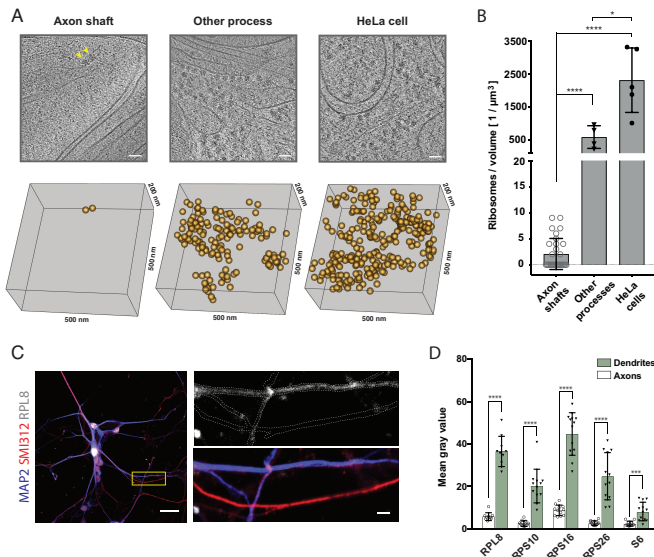 A
Axon shaft
Other process
HeLa cell
200 nm
500 nm
500 nm
200 nm
500 nm
500 nm
200 nm
500 nm
500 nm
B
Ribosomes / volume [ 1 / μm³ ]
3500
2500
1500
500
20
15
10
5
0
*
****
****
Axon
shafts
Other
processes
HeLa
cells
C
MAP2 SMI312 RPL8
D
Mean gray value
80
60
40
20
0
Dendrites
Axons
****
****
****
****
***
RPL8
RPS10
RPS16
RPS26
S6